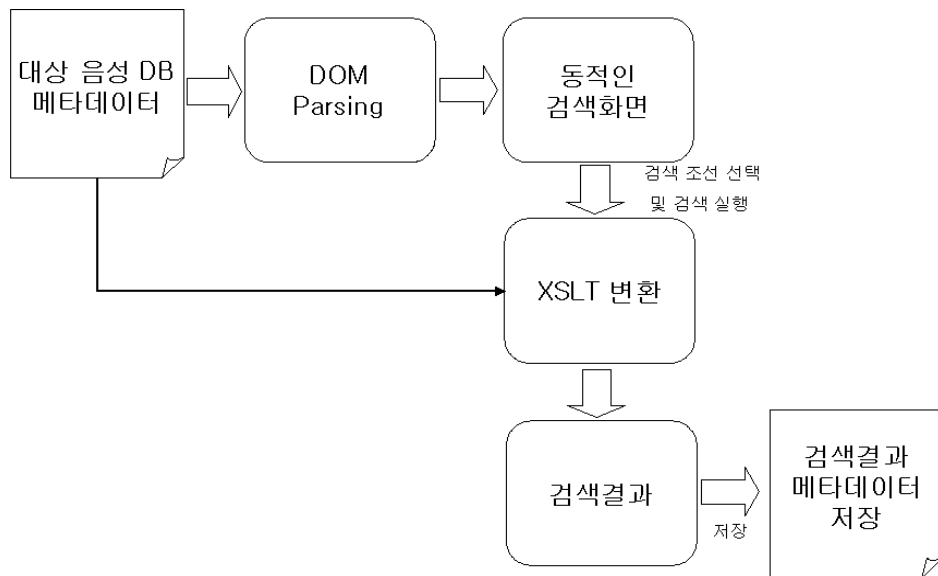 대상 음성 DB
메타데이터
DOM
Parsing
동적인
검색화면
검색 조선 선택
및 검색 실행
XSLT 변환
검색결과
저장
검색결과
메타데이터
저장